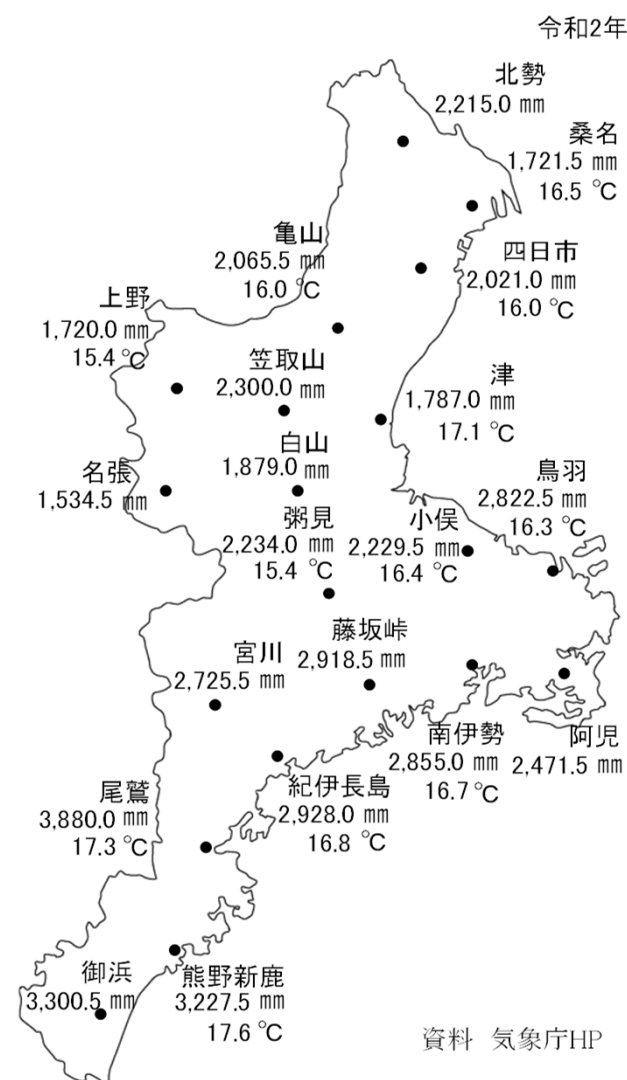 令和2年
北勢
2,215.0 ㎜
桑名
1,721.5 ㎜
16.5 ℃
亀山
2,065.5 ㎜
16.0 ℃
四日市
2,021.0 ㎜
16.0 ℃
上野
1,720.0 ㎜
15.4 ℃
笠取山
2,300.0 ㎜
津
1,787.0 ㎜
17.1 ℃
白山
1,879.0 ㎜
名張
1,534.5 ㎜
鳥羽
2,822.5 ㎜
16.3 ℃
粥見
2,234.0 ㎜
15.4 ℃
小俣
2,229.5 ㎜
16.4 ℃
藤坂峠
2,918.5 ㎜
宮川
2,725.5 ㎜
南伊勢
2,855.0 ㎜
16.7 ℃
阿児
2,471.5 ㎜
尾鷲
3,880.0 ㎜
17.3 ℃
紀伊長島
2,928.0 ㎜
16.8 ℃
御浜
3,300.5 ㎜
熊野新鹿
3,227.5 ㎜
17.6 ℃
資料 気象庁HP